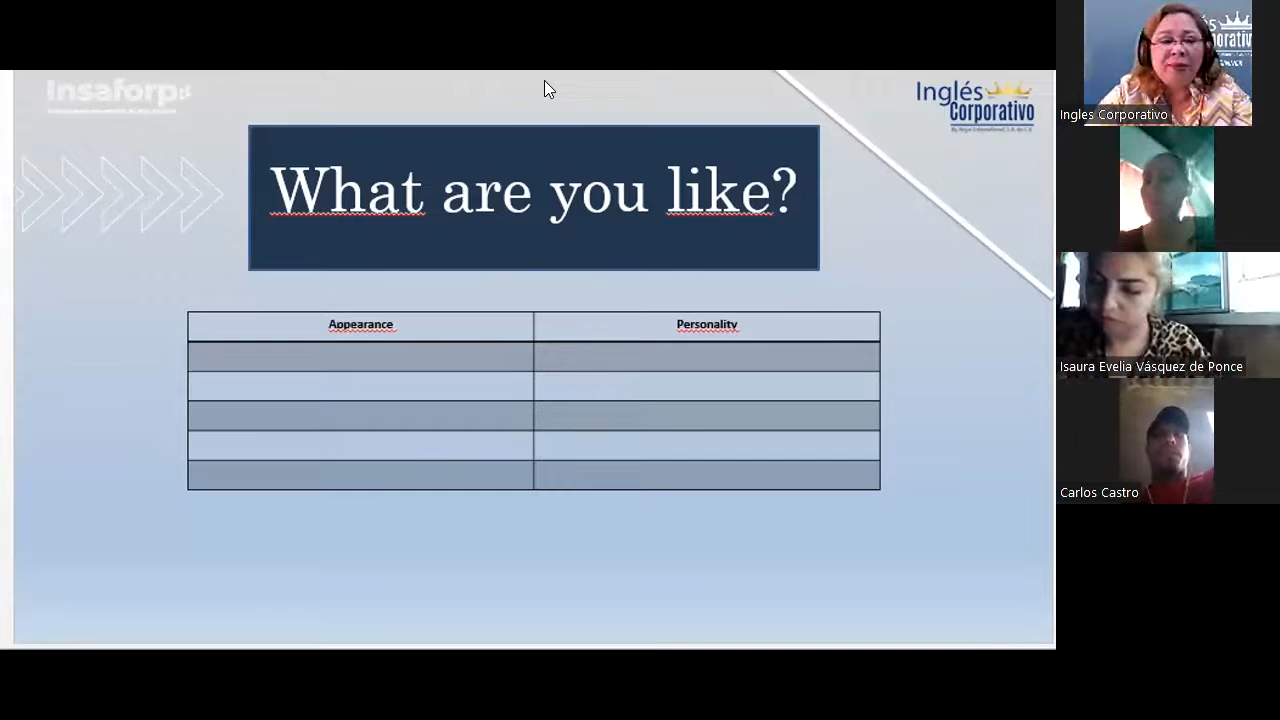 Insaforp
Inglés
Corporativo
What are you like?
Appearance
Personality
Ingles Corporativo
Isaura Evelia Vásquez de Ponce
Carlos Castro